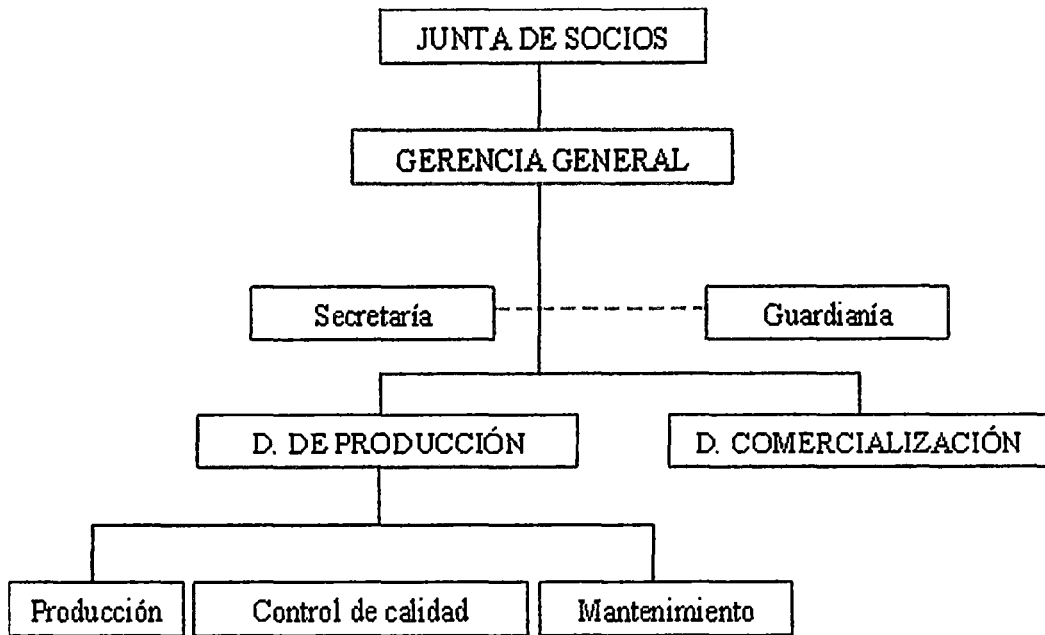 JUNTA DE SOCIOS
GERENCIA GENERAL
Secretaría
Guardianía
D. DE PRODUCCIÓN
D. COMERCIALIZACIÓN
Producción
Control de calidad
Mantenimiento